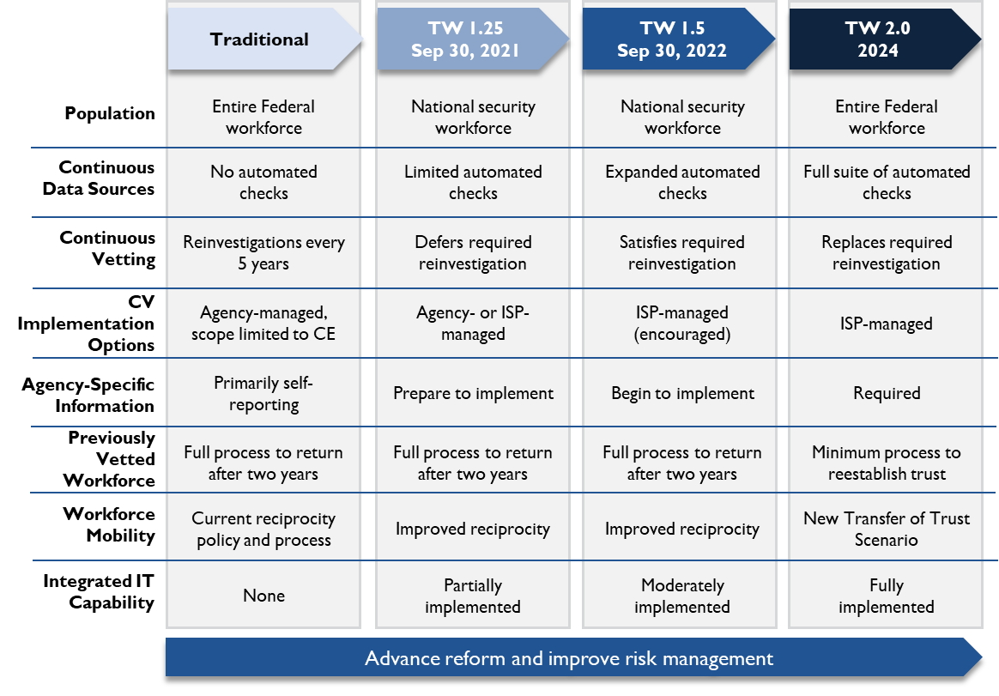 Traditional
TW 1.25
Sep 30, 2021
TW 1.5
Sep 30, 2022
TW 2.0
2024
Population
Entire Federal
workforce
National security
workforce
National security
workforce
Entire Federal
workforce
Continuous
Data Sources
No automated
checks
Limited automated
checks
Expanded automated
checks
Full suite of automated
checks
Continuous
Vetting
Reinvestigations every
5 years
Defers required
reinvestigation
Satisfies required
reinvestigation
Replaces required
reinvestigation
CV
Implementation
Options
Agency-managed,
scope limited to CE
Agency- or ISP-
managed
ISP-managed
(encouraged)
ISP-managed
Agency-Specific
Information
Primarily self-
reporting
Prepare to implement
Begin to implement
Required
Previously
Vetted
Workforce
Full process to return
after two years
Full process to return
after two years
Full process to return
after two years
Minimum process to
reestablish trust
Workforce
Mobility
Current reciprocity
policy and process
Improved reciprocity
Improved reciprocity
New Transfer of Trust
Scenario
Integrated IT
Capability
None
Partially
implemented
Moderately
implemented
Fully
implemented
Advance reform and improve risk management